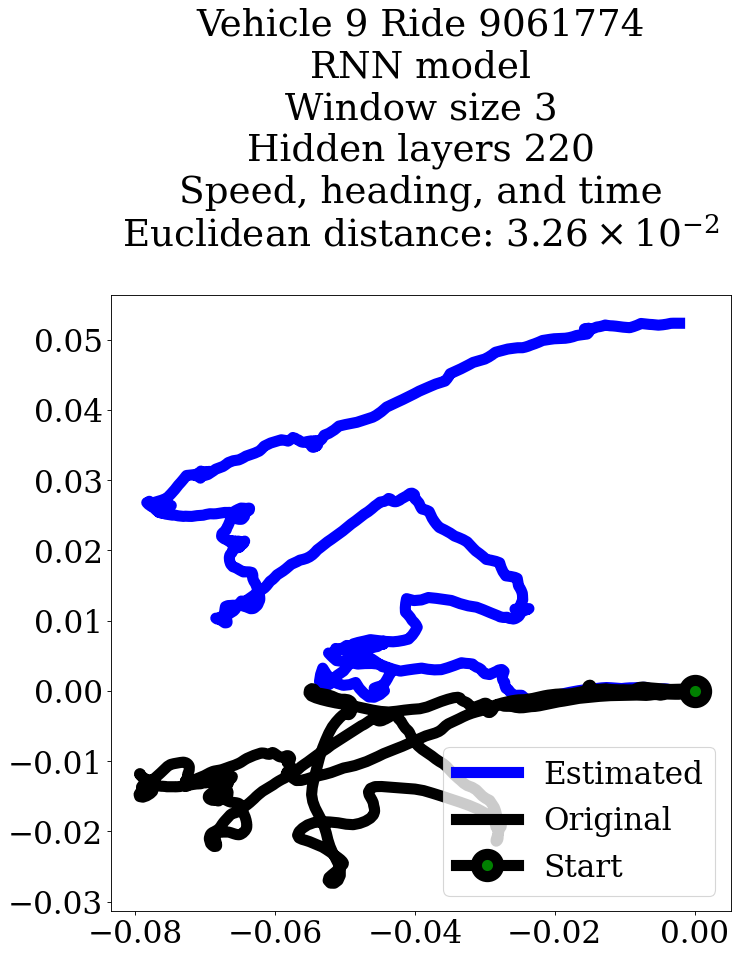 Vehicle 9 Ride 9061774
RNN model
Window size 3
Hidden layers 220
Speed, heading, and time
Euclidean distance: 3.26 × 10⁻²
0.05
0.04
0.03
0.02
0.01
0.00
−0.01
−0.02
−0.03
Estimated
Original
Start
−0.08 −0.06 −0.04 −0.02 0.00